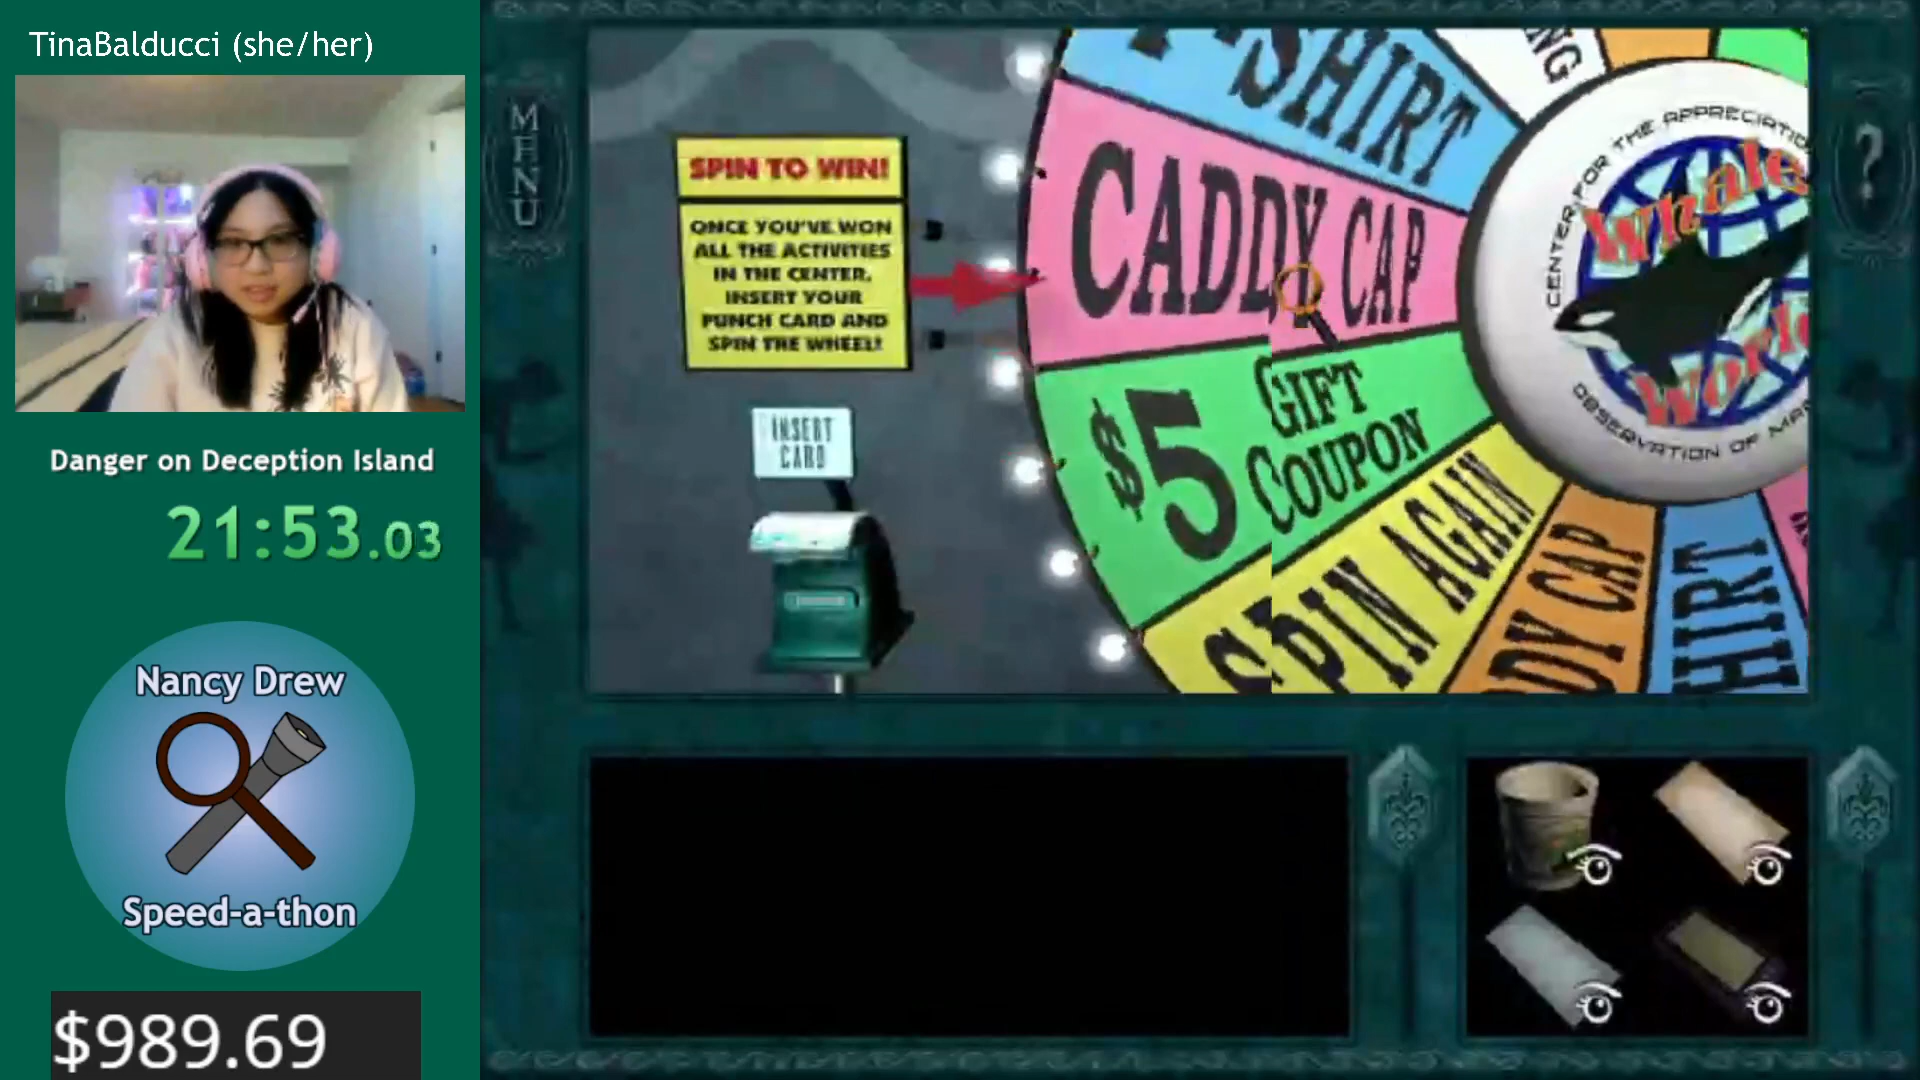 TinaBalducci (she/her)
Danger on Deception Island
21:53.03
Nancy Drew
Speed-a-thon
$989.69
MENU
?
SPIN TO WIN!
ONCE YOU'VE WON
ALL THE ACTIVITIES
IN THE CENTER,
INSERT YOUR
PUNCH CARD AND
SPIN THE WHEEL!
INSERT
CARD
T-SHIRT
CADDY CAP
$5 GIFT
COUPON
SPIN AGAIN
DDY CAP
HIRT
NG
CENTER FOR THE APPRECIATIO
Whale
World
OBSERVATION OF MA